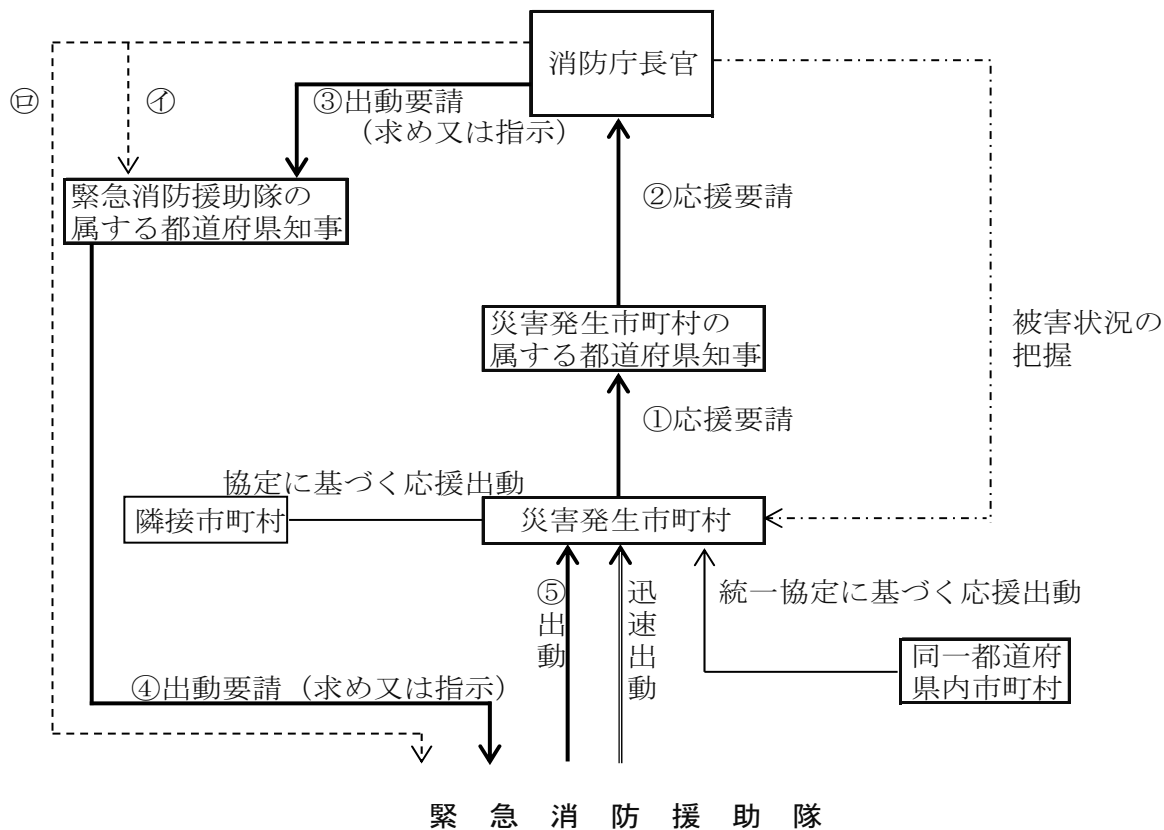 消防庁長官
㋺
㋑
③出動要請
（求め又は指示）
緊急消防援助隊の
属する都道府県知事
②応援要請
災害発生市町村の
属する都道府県知事
被害状況の
把握
①応援要請
協定に基づく応援出動
隣接市町村
災害発生市町村
⑤出動
迅速出動
統一協定に基づく応援出動
同一都道府
県内市町村
④出動要請（求め又は指示）
緊急消防援助隊